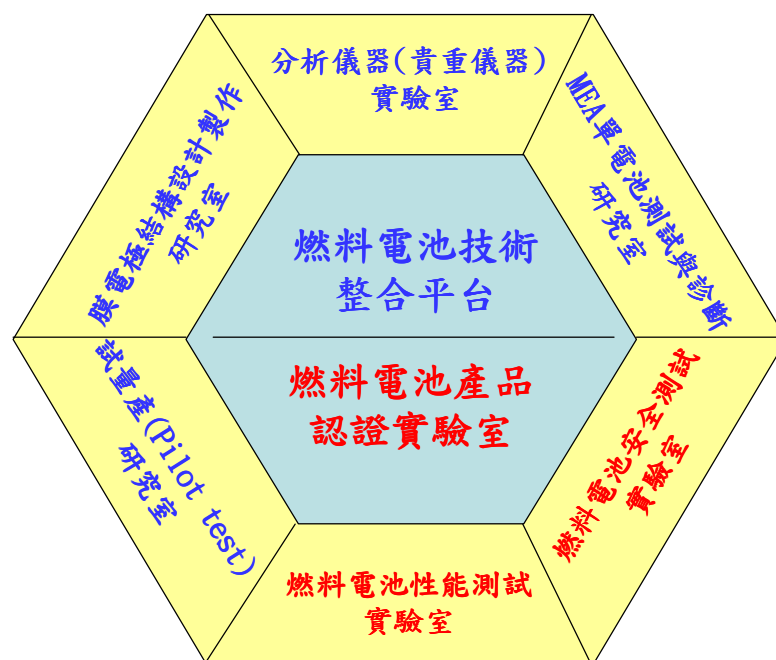 分析儀器(貴重儀器)
實驗室
MEA單電池測試與診斷
研究室
膜電極結構設計製作
研究室
燃料電池技術
整合平台
燃料電池產品
認證實驗室
試量產(Pilot test)
研究室
燃料電池安全測試
實驗室
燃料電池性能測試
實驗室